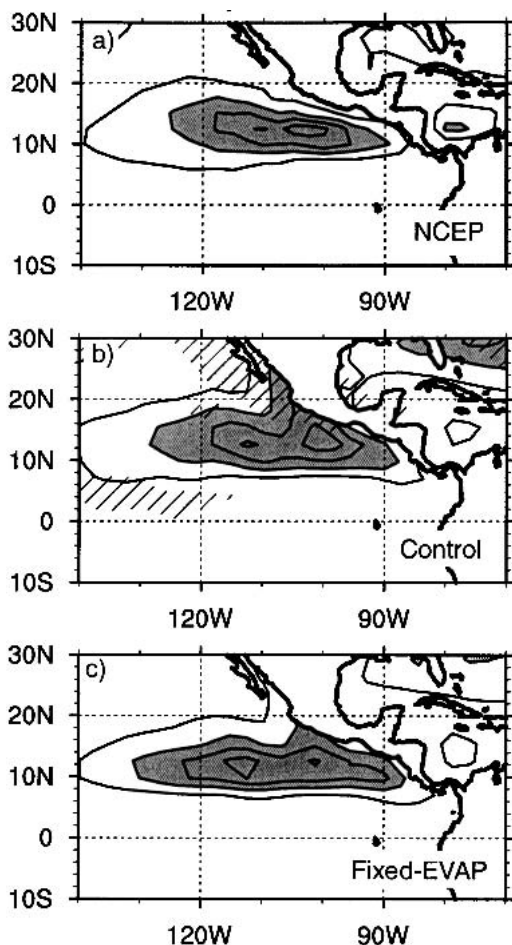 30N
a)
20N
10N
0
NCEP
10S
120W 90W
30N
b)
20N
10N
0
Control
10S
120W 90W
30N
c)
20N
10N
0
Fixed-EVAP
10S
120W 90W